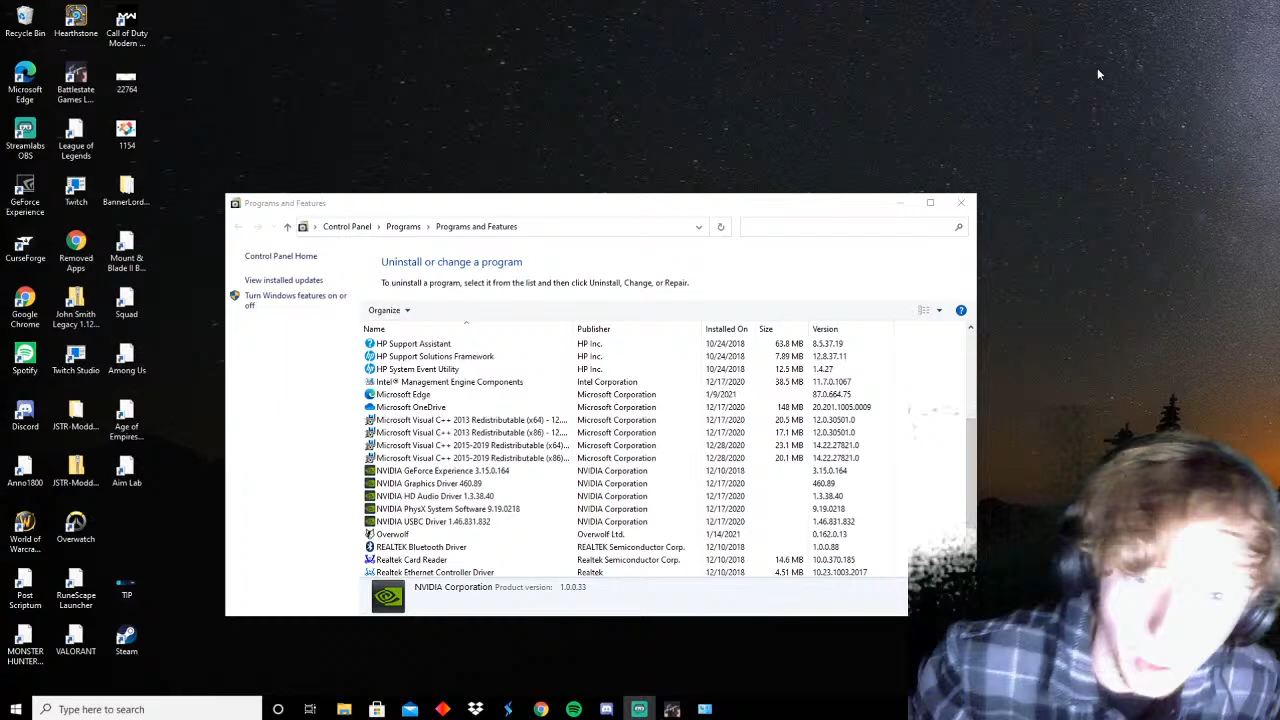 Recycle Bin
Hearthstone
Call of Duty
Modern ...
Microsoft
Edge
Battlestate
Games L...
22764
Streamlabs
OBS
League of
Legends
1154
GeForce
Experience
Twitch
BannerLord...
CurseForge
Removed
Apps
Mount &
Blade II B...
Google
Chrome
John Smith
Legacy 1.12...
Squad
Spotify
Twitch Studio
Among Us
Discord
JSTR-Modd...
Age of
Empires...
Anno1800
JSTR-Modd...
Aim Lab
World of
Warcra...
Overwatch
Post
Scriptum
RuneScape
Launcher
TIP
MONSTER
HUNTER...
VALORANT
Steam
Programs and Features
Control Panel > Programs > Programs and Features
Control Panel Home
View installed updates
Turn Windows features on or
off
Uninstall or change a program
To uninstall a program, select it from the list and then click Uninstall, Change, or Repair.
Organize
Name Publisher Installed On Size Version
HP Support Assistant HP Inc. 10/24/2018 63.8 MB 8.5.37.19
HP Support Solutions Framework HP Inc. 10/24/2018 7.89 MB 12.8.37.11
HP System Event Utility HP Inc. 10/24/2018 12.5 MB 1.4.27
Intel® Management Engine Components Intel Corporation 12/17/2020 38.5 MB 11.7.0.1067
Microsoft Edge Microsoft Corporation 1/9/2021 87.0.664.75
Microsoft OneDrive Microsoft Corporation 12/17/2020 148 MB 20.201.1005.0009
Microsoft Visual C++ 2013 Redistributable (x64) - 12.... Microsoft Corporation 12/17/2020 20.5 MB 12.0.30501.0
Microsoft Visual C++ 2013 Redistributable (x86) - 12.... Microsoft Corporation 12/17/2020 17.1 MB 12.0.30501.0
Microsoft Visual C++ 2015-2019 Redistributable (x64)... Microsoft Corporation 12/28/2020 23.1 MB 14.22.27821.0
Microsoft Visual C++ 2015-2019 Redistributable (x86)... Microsoft Corporation 12/28/2020 20.1 MB 14.22.27821.0
NVIDIA GeForce Experience 3.15.0.164 NVIDIA Corporation 12/10/2018 3.15.0.164
NVIDIA Graphics Driver 460.89 NVIDIA Corporation 12/17/2020 460.89
NVIDIA HD Audio Driver 1.3.38.40 NVIDIA Corporation 12/17/2020 1.3.38.40
NVIDIA PhysX System Software 9.19.0218 NVIDIA Corporation 12/17/2020 9.19.0218
NVIDIA USBC Driver 1.46.831.832 NVIDIA Corporation 12/17/2020 1.46.831.832
Overwolf Overwolf Ltd. 1/14/2021 0.162.0.13
REALTEK Bluetooth Driver REALTEK Semiconductor Corp. 12/10/2018 1.0.0.88
Realtek Card Reader Realtek Semiconductor Corp. 12/10/2018 14.6 MB 10.0.370.185
Realtek Ethernet Controller Driver Realtek 12/10/2018 4.51 MB 10.23.1003.2017
NVIDIA Corporation Product version: 1.0.0.33
Type here to search